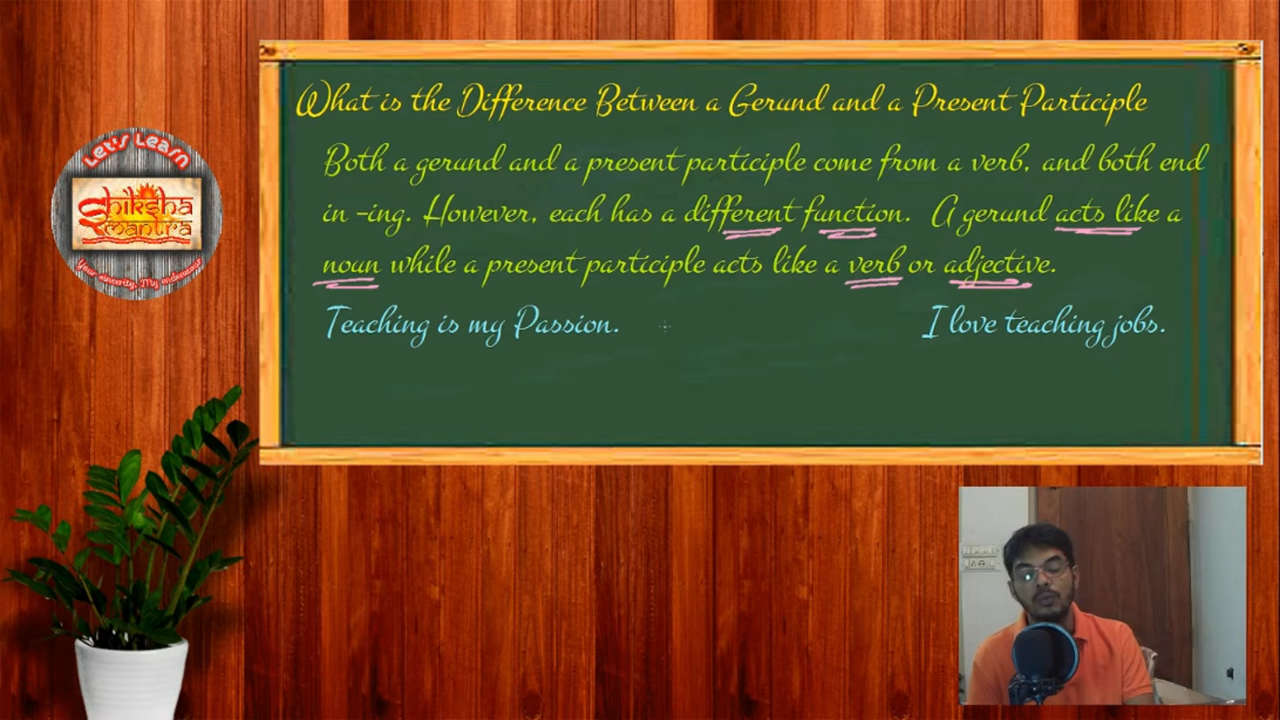 What is the Difference Between a Gerund and a Present Participle
Both a gerund and a present participle come from a verb, and both end
in -ing. However, each has a different function. A gerund acts like a
noun while a present participle acts like a verb or adjective.
Teaching is my Passion. I love teaching jobs.
Let's Learn
Shiksha
mantra